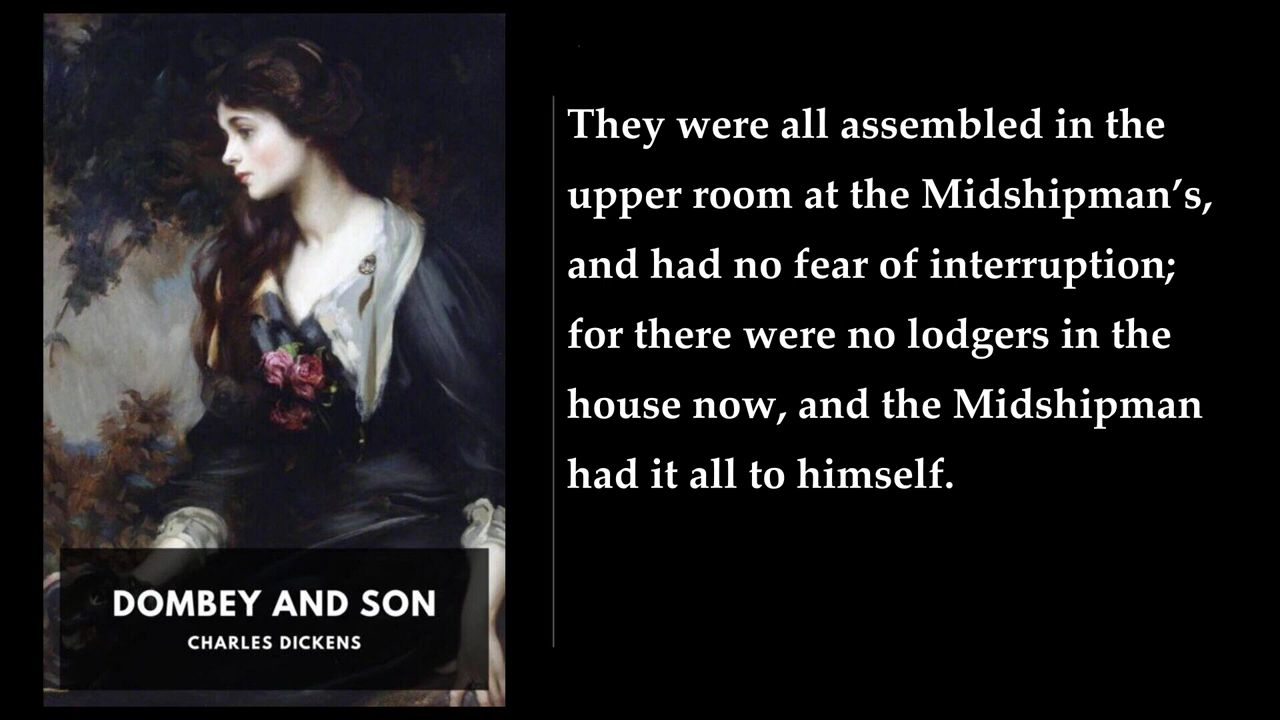 They were all assembled in the
upper room at the Midshipman’s,
and had no fear of interruption;
for there were no lodgers in the
house now, and the Midshipman
had it all to himself.
DOMBEY AND SON
CHARLES DICKENS